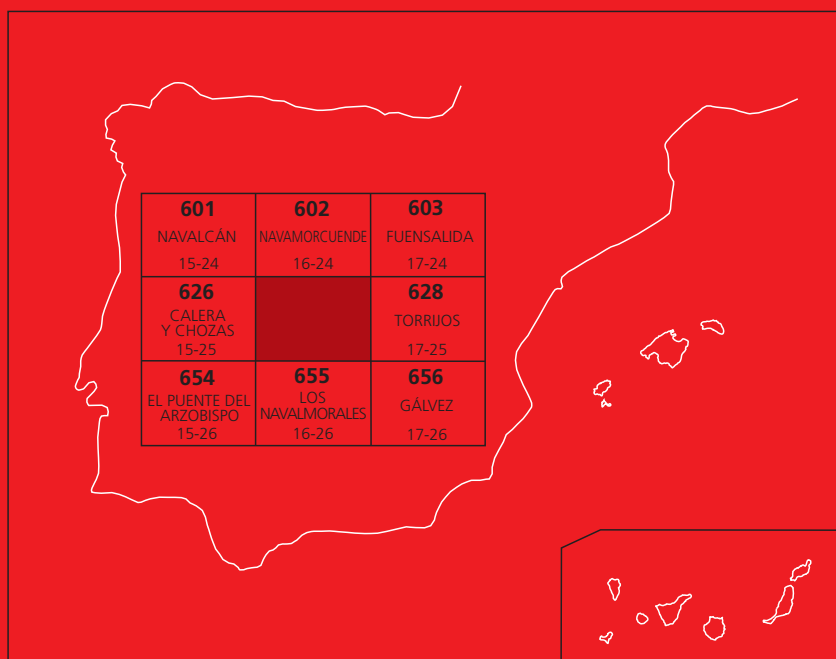 601
NAVALCÁN
15-24
602
NAVAMORCUENDE
16-24
603
FUENSALIDA
17-24
626
CALERA
Y CHOZAS
15-25
628
TORRIJOS
17-25
654
EL PUENTE DEL
ARZOBISPO
15-26
655
LOS
NAVALMORALES
16-26
656
GÁLVEZ
17-26